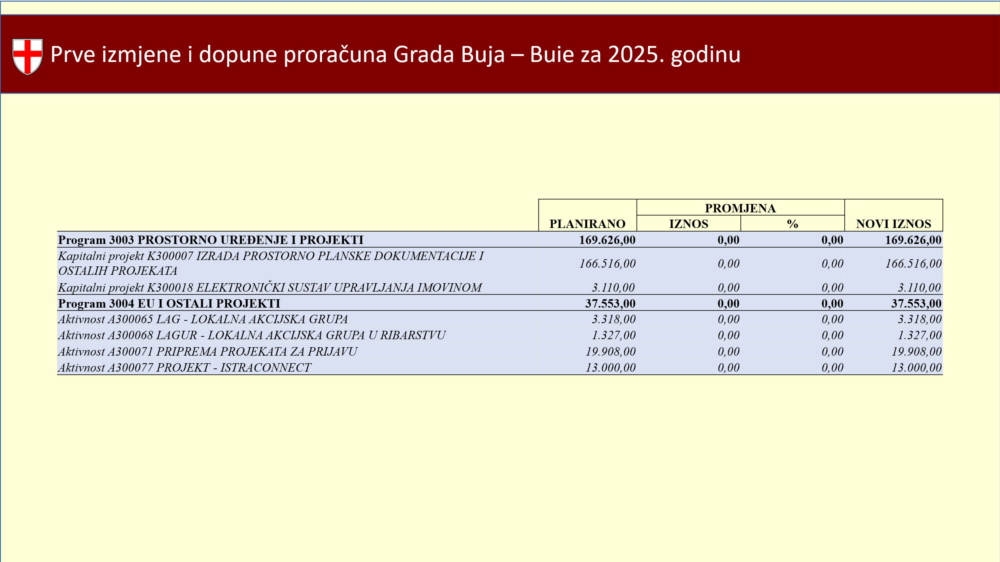 Prve izmjene i dopune proračuna Grada Buja – Buie za 2025. godinu
PROMJENA
PLANIRANO IZNOS % NOVI IZNOS
Program 3003 PROSTORNO UREĐENJE I PROJEKTI 169.626,00 0,00 0,00 169.626,00
Kapitalni projekt K300007 IZRADA PROSTORNO PLANSKE DOKUMENTACIJE I
OSTALIH PROJEKATA 166.516,00 0,00 0,00 166.516,00
Kapitalni projekt K300018 ELEKTRONIČKI SUSTAV UPRAVLJANJA IMOVINOM 3.110,00 0,00 0,00 3.110,00
Program 3004 EU I OSTALI PROJEKTI 37.553,00 0,00 0,00 37.553,00
Aktivnost A300065 LAG - LOKALNA AKCIJSKA GRUPA 3.318,00 0,00 0,00 3.318,00
Aktivnost A300068 LAGUR - LOKALNA AKCIJSKA GRUPA U RIBARSTVU 1.327,00 0,00 0,00 1.327,00
Aktivnost A300071 PRIPREMA PROJEKATA ZA PRIJAVU 19.908,00 0,00 0,00 19.908,00
Aktivnost A300077 PROJEKT - ISTRACONNECT 13.000,00 0,00 0,00 13.000,00